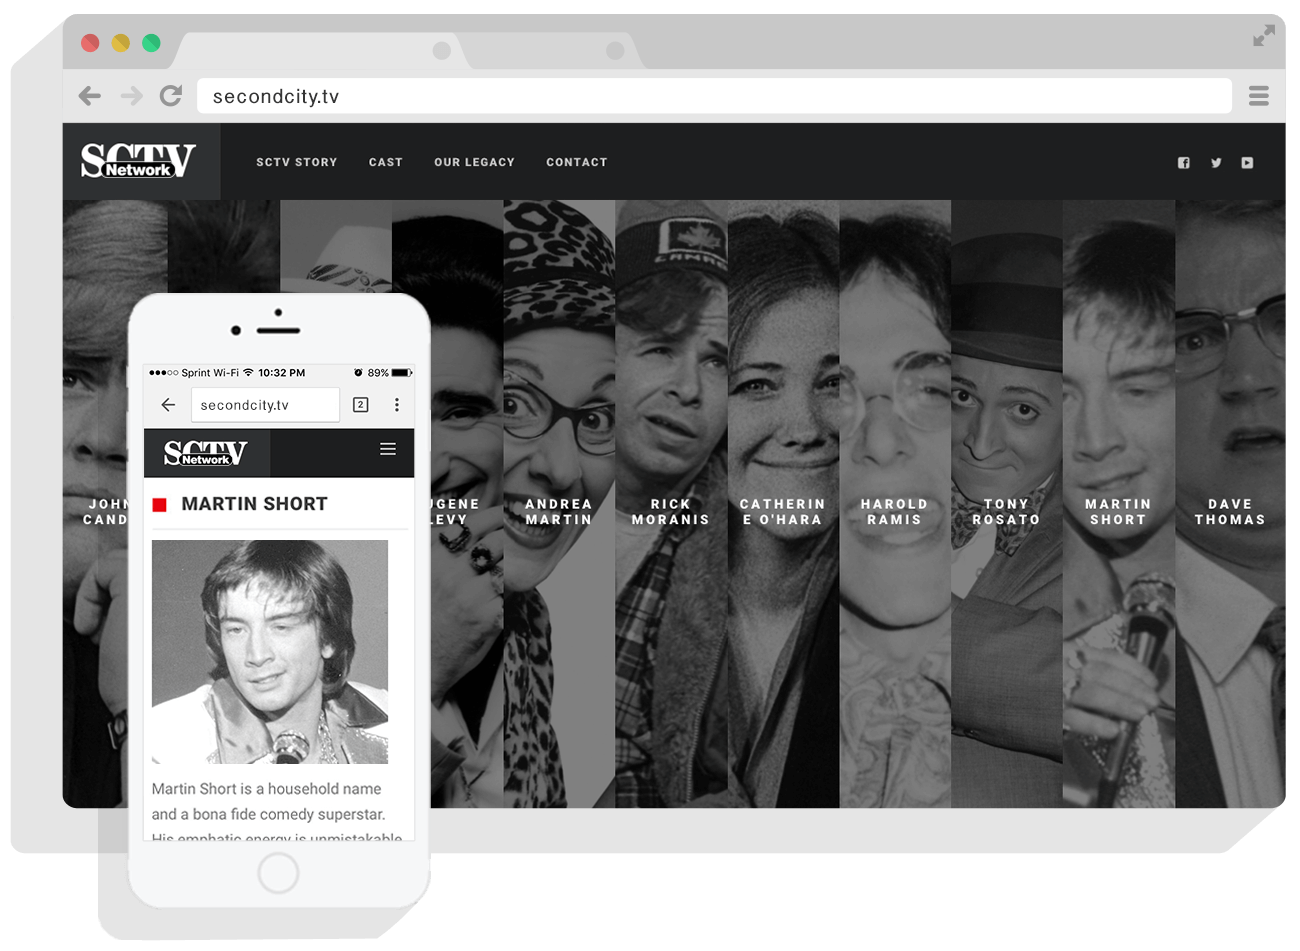 secondcity.tv
SCTV
Network
SCTV STORY CAST OUR LEGACY CONTACT
CANADA
JOHN
CAND
UGENE
LEVY
ANDREA
MARTIN
RICK
MORANIS
CATHERIN
E O'HARA
HAROLD
RAMIS
TONY
ROSATO
MARTIN
SHORT
DAVE
THOMAS
Sprint Wi-Fi 10:32 PM 89%
secondcity.tv
2
SCTV
Network
MARTIN SHORT
Martin Short is a household name
and a bona fide comedy superstar.
His emphatic energy is unmistakable